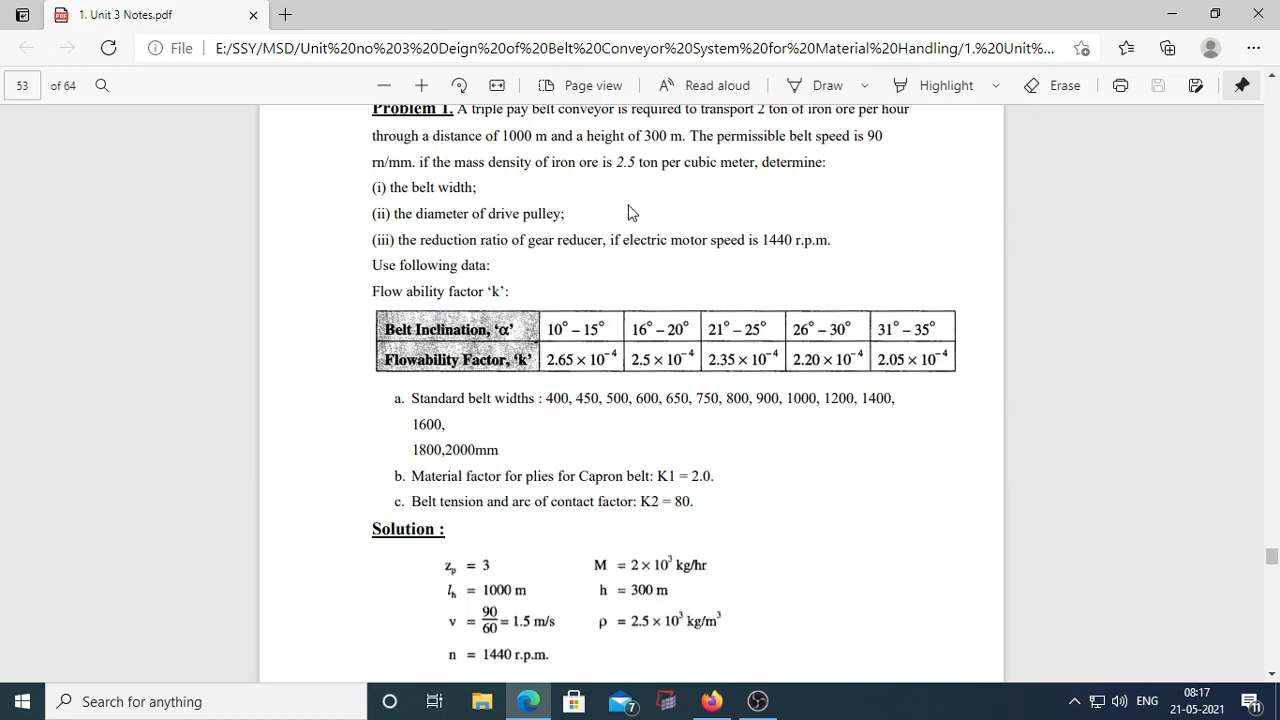 1. Unit 3 Notes.pdf
File E:/SSY/MSD/Unit%20no%203%20Deign%20of%20Belt%20Conveyor%20System%20for%20Material%20Handling/1.%20Unit%...
53 of 64 Page view Read aloud Draw Highlight Erase
Problem 1. A triple pay belt conveyor is required to transport 2 ton of iron ore per hour
through a distance of 1000 m and a height of 300 m. The permissible belt speed is 90
rn/mm. if the mass density of iron ore is 2.5 ton per cubic meter, determine:
(i) the belt width;
(ii) the diameter of drive pulley;
(iii) the reduction ratio of gear reducer, if electric motor speed is 1440 r.p.m.
Use following data:
Flow ability factor ‘k’:
Belt Inclination, ‘α’ 10° – 15° 16° – 20° 21° – 25° 26° – 30° 31° – 35°
Flowability Factor, ‘k’ 2.65 × 10⁻⁴ 2.5 × 10⁻⁴ 2.35 × 10⁻⁴ 2.20 × 10⁻⁴ 2.05 × 10⁻⁴
a. Standard belt widths : 400, 450, 500, 600, 650, 750, 800, 900, 1000, 1200, 1400,
1600,
1800,2000mm
b. Material factor for plies for Capron belt: K1 = 2.0.
c. Belt tension and arc of contact factor: K2 = 80.
Solution :
zₚ = 3 M = 2 × 10³ kg/hr
lₕ = 1000 m h = 300 m
v = 90/60 = 1.5 m/s ρ = 2.5 × 10³ kg/m³
n = 1440 r.p.m.
Search for anything 7 ENG 08:17
21-05-2021 11